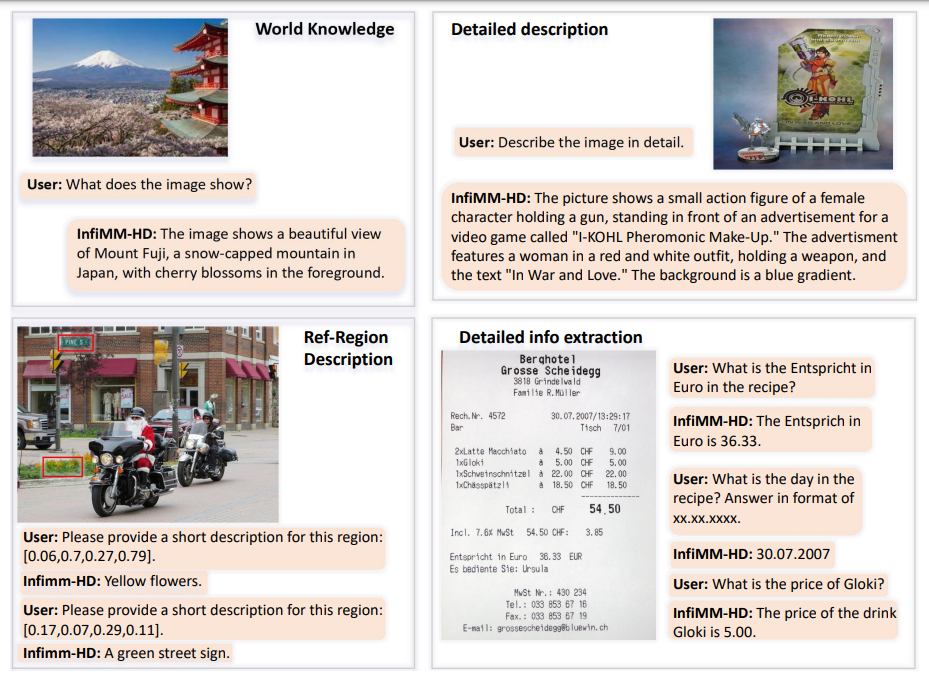 World Knowledge
User: What does the image show?
InfiMM-HD: The image shows a beautiful view
of Mount Fuji, a snow-capped mountain in
Japan, with cherry blossoms in the foreground.
Detailed description
I-KOHL
User: Describe the image in detail.
InfiMM-HD: The picture shows a small action figure of a female
character holding a gun, standing in front of an advertisement for a
video game called "I-KOHL Pheromonic Make-Up." The advertisment
features a woman in a red and white outfit, holding a weapon, and
the text "In War and Love." The background is a blue gradient.
Ref-Region
Description
PINE S
User: Please provide a short description for this region:
[0.06,0.7,0.27,0.79].
Infimm-HD: Yellow flowers.
User: Please provide a short description for this region:
[0.17,0.07,0.29,0.11].
Infimm-HD: A green street sign.
Detailed info extraction
Berghotel
Grosse Scheidegg
3818 Grindelwald
Familie R.Müller
Rech.Nr. 4572 30.07.2007/13:29:17
Bar Tisch 7/01
2xLatte Macchiato à 4.50 CHF 9.00
1xGloki à 5.00 CHF 5.00
1xSchweinschnitzel à 22.00 CHF 22.00
1xChässpätzli à 18.50 CHF 18.50
Total : CHF 54.50
Incl. 7.6% MwSt 54.50 CHF: 3.85
Entspricht in Euro 36.33 EUR
Es bediente Sie: Ursula
MwSt Nr.: 430 234
Tel.: 033 853 67 16
Fax.: 033 853 67 19
E-mail: grossescheidegg@bluewin.ch
User: What is the Entspricht in
Euro in the recipe?
InfiMM-HD: The Entsprich in
Euro is 36.33.
User: What is the day in the
recipe? Answer in format of
xx.xx.xxxx.
InfiMM-HD: 30.07.2007
User: What is the price of Gloki?
InfiMM-HD: The price of the drink
Gloki is 5.00.